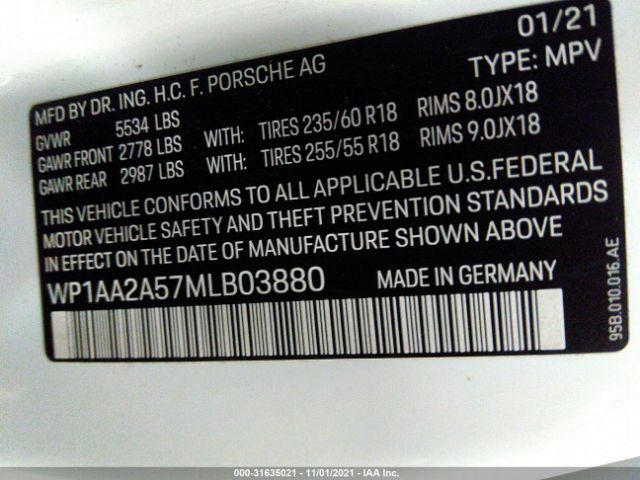 01/21
MFD BY DR. ING. H.C. F. PORSCHE AG TYPE: MPV
GVWR 5534 LBS
GAWR FRONT 2778 LBS WITH: TIRES 235/60 R18 RIMS 8.0JX18
GAWR REAR 2987 LBS WITH: TIRES 255/55 R18 RIMS 9.0JX18
THIS VEHICLE CONFORMS TO ALL APPLICABLE U.S.FEDERAL
MOTOR VEHICLE SAFETY AND THEFT PREVENTION STANDARDS
IN EFFECT ON THE DATE OF MANUFACTURE SHOWN ABOVE
WP1AA2A57MLB03880 MADE IN GERMANY
95B.010.016.AE
000-31635021 - 11/01/2021 - IAA Inc.